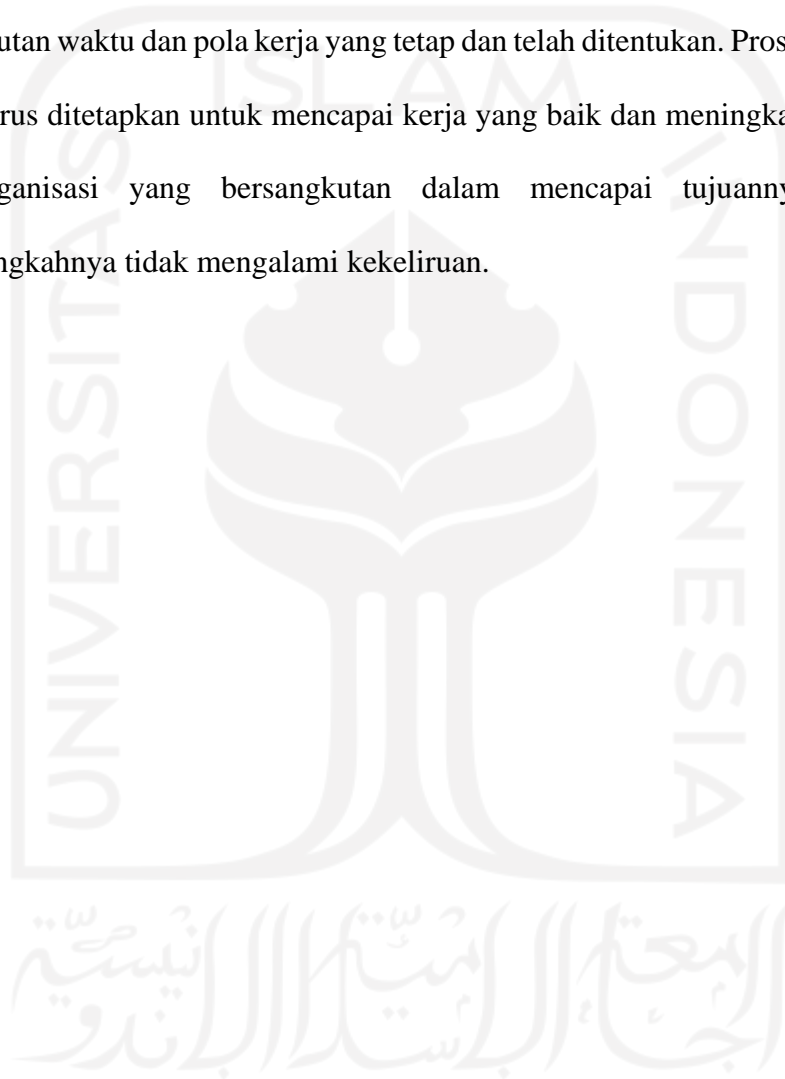 utan waktu dan pola kerja yang tetap dan telah ditentukan. Pros
rus ditetapkan untuk mencapai kerja yang baik dan meningka
ganisasi yang bersangkutan dalam mencapai tujuanny
ngkahnya tidak mengalami kekeliruan.
ISLAM
UNIVERSITAS
INDONESIA